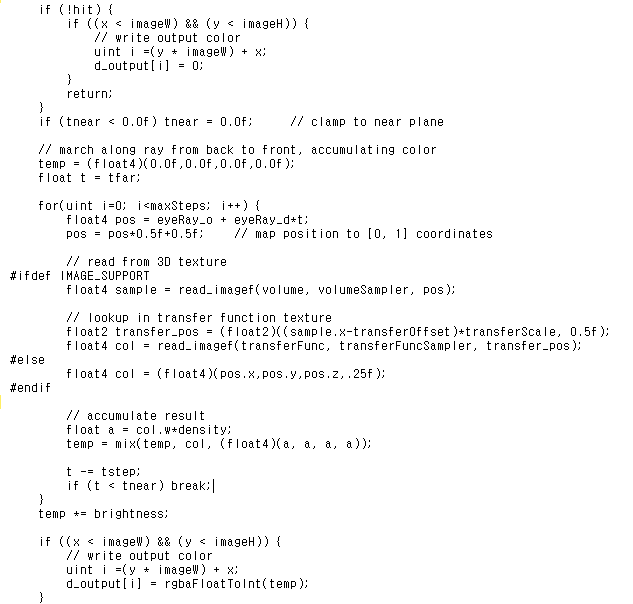 if (!hit) {
if ((x < imageW) && (y < imageH)) {
// write output color
uint i =(y * imageW) + x;
d_output[i] = 0;
}
return;
}
if (tnear < 0.0f) tnear = 0.0f;     // clamp to near plane
// march along ray from back to front, accumulating color
temp = (float4)(0.0f,0.0f,0.0f,0.0f);
float t = tfar;
for(uint i=0; i<maxSteps; i++) {
float4 pos = eyeRay_o + eyeRay_d*t;
pos = pos*0.5f+0.5f;    // map position to [0, 1] coordinates
// read from 3D texture
#ifdef IMAGE_SUPPORT
float4 sample = read_imagef(volume, volumeSampler, pos);
// lookup in transfer function texture
float2 transfer_pos = (float2)((sample.x-transferOffset)*transferScale, 0.5f);
float4 col = read_imagef(transferFunc, transferFuncSampler, transfer_pos);
#else
float4 col = (float4)(pos.x,pos.y,pos.z,.25f);
#endif
// accumulate result
float a = col.w*density;
temp = mix(temp, col, (float4)(a, a, a, a));
t -= tstep;
if (t < tnear) break;
}
temp *= brightness;
if ((x < imageW) && (y < imageH)) {
// write output color
uint i =(y * imageW) + x;
d_output[i] = rgbaFloatToInt(temp);
}